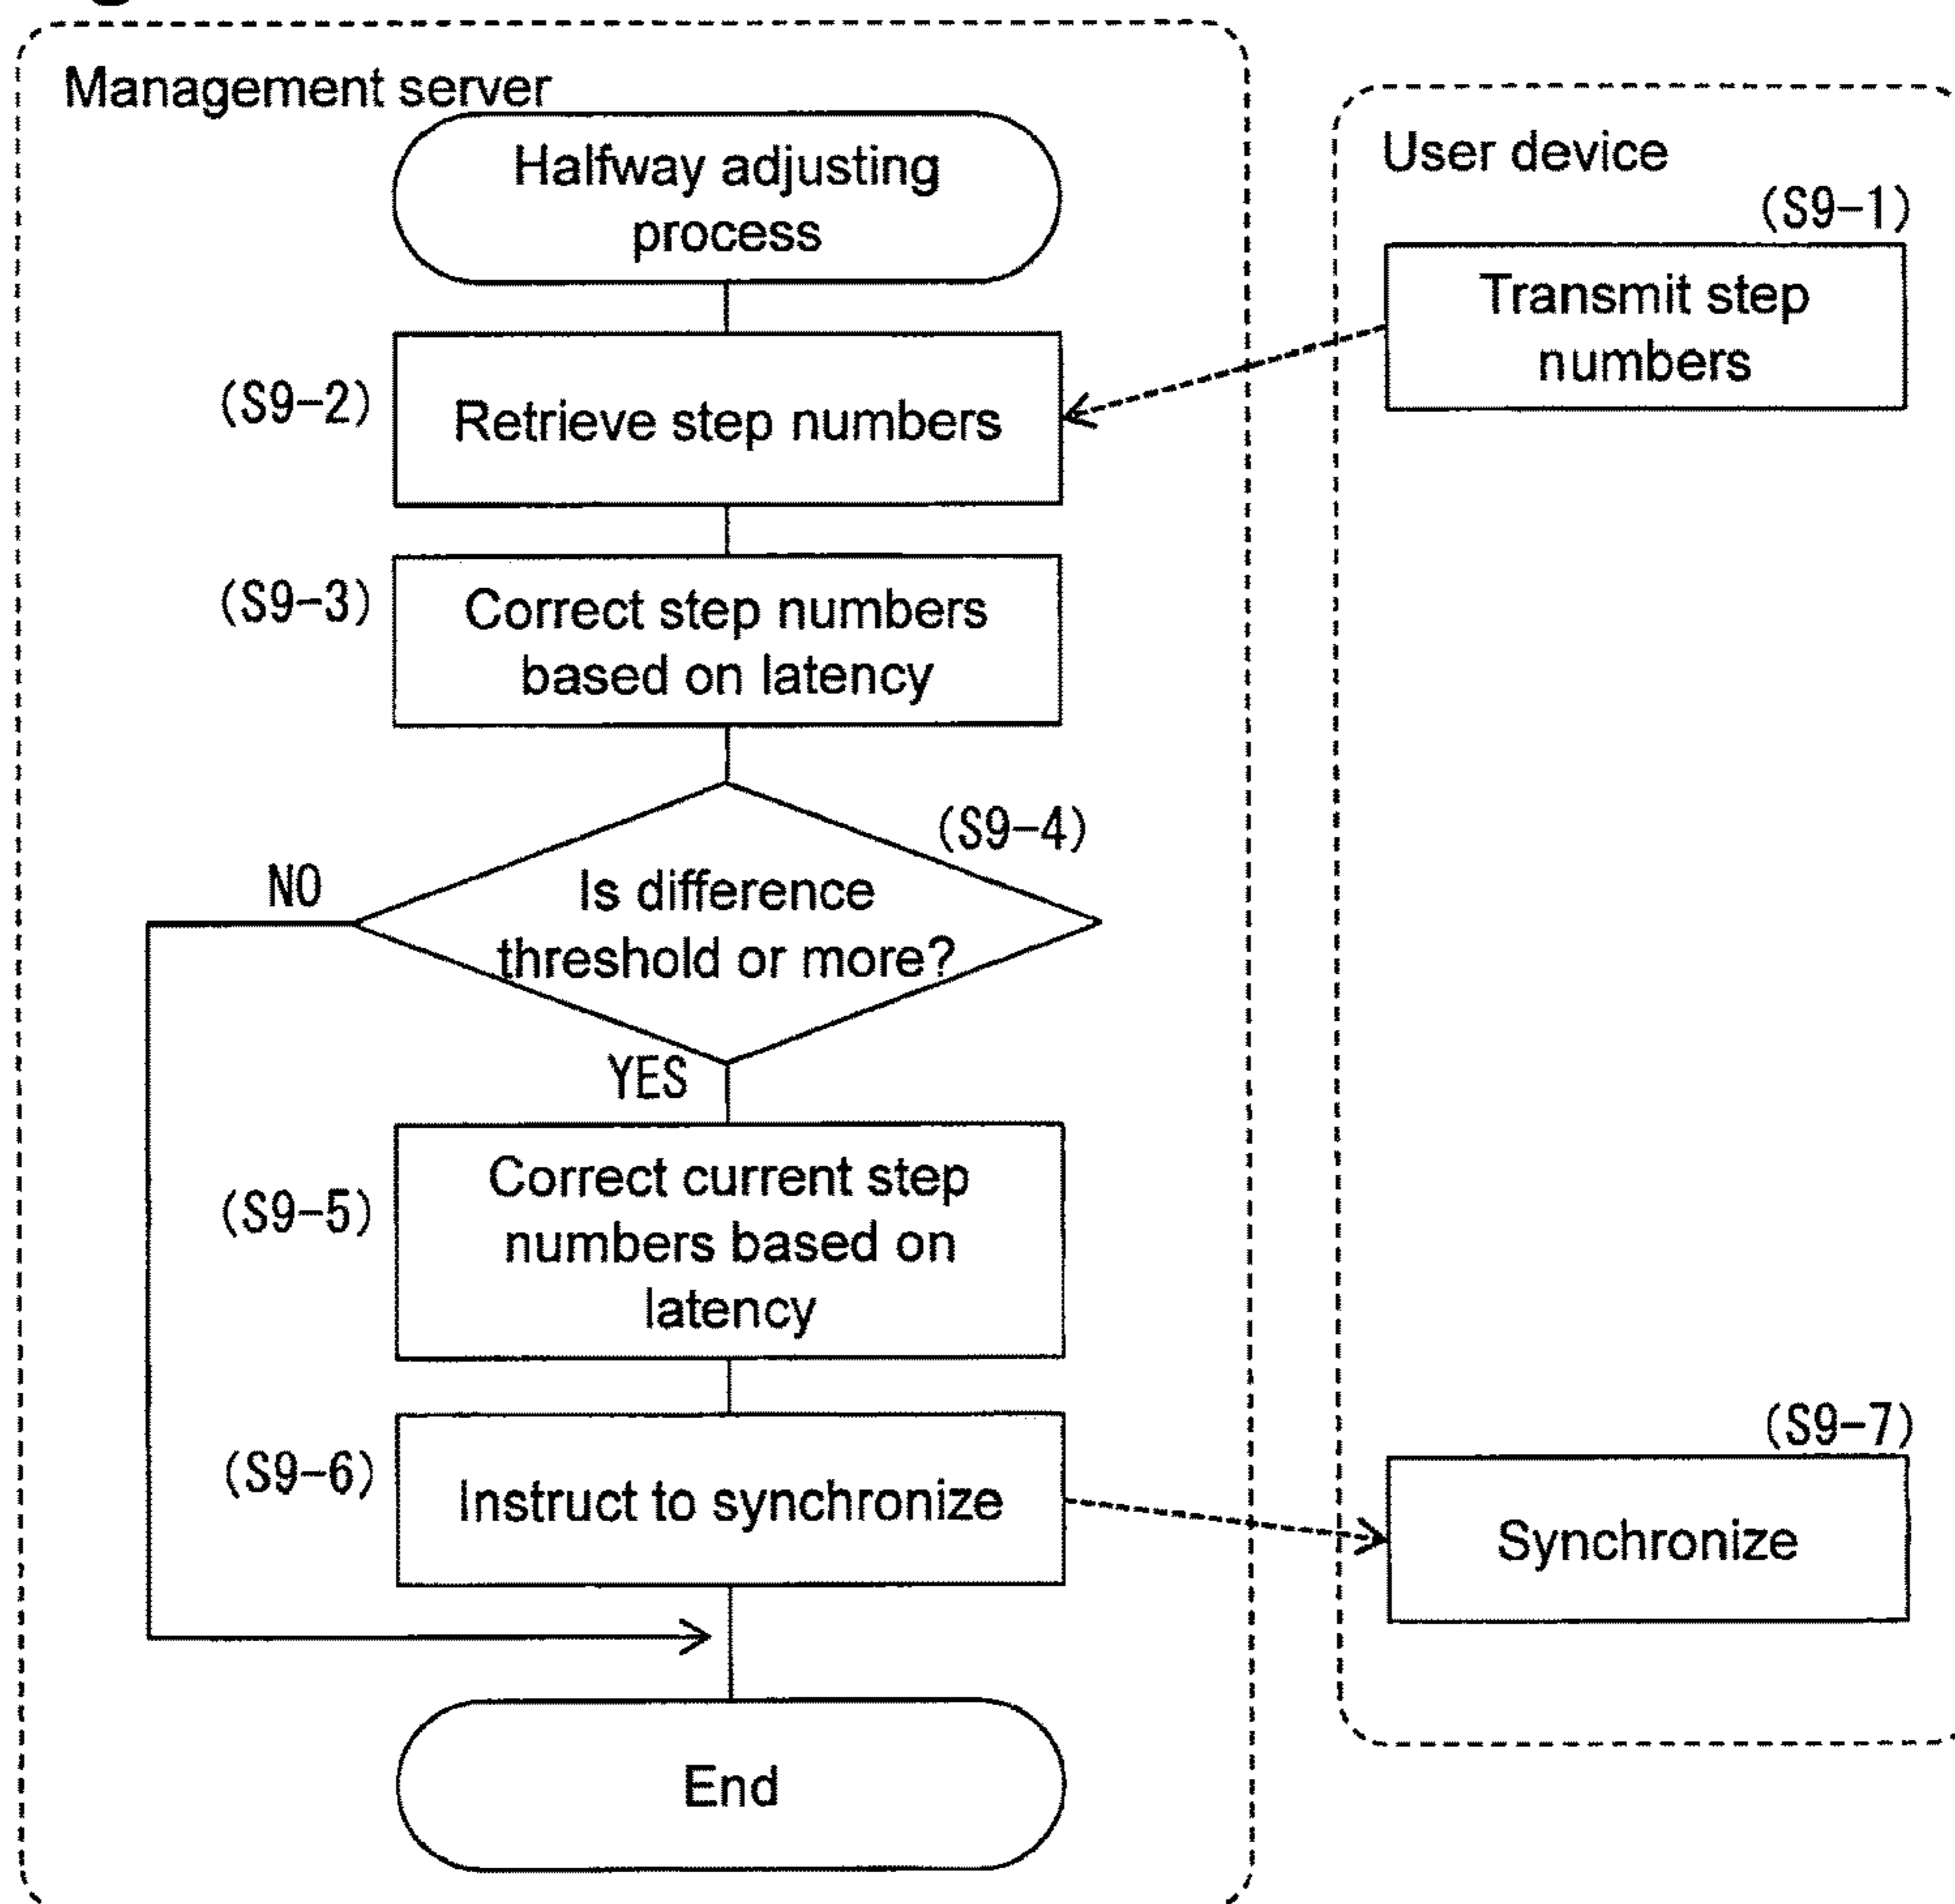 Management server
Halfway adjusting
process
User device
(S9-1)
Transmit step
numbers
(S9-2)
Retrieve step numbers
(S9-3)
Correct step numbers
based on latency
(S9-4)
NO
Is difference
threshold or more?
YES
(S9-5)
Correct current step
numbers based on
latency
(S9-6)
Instruct to synchronize
(S9-7)
Synchronize
End